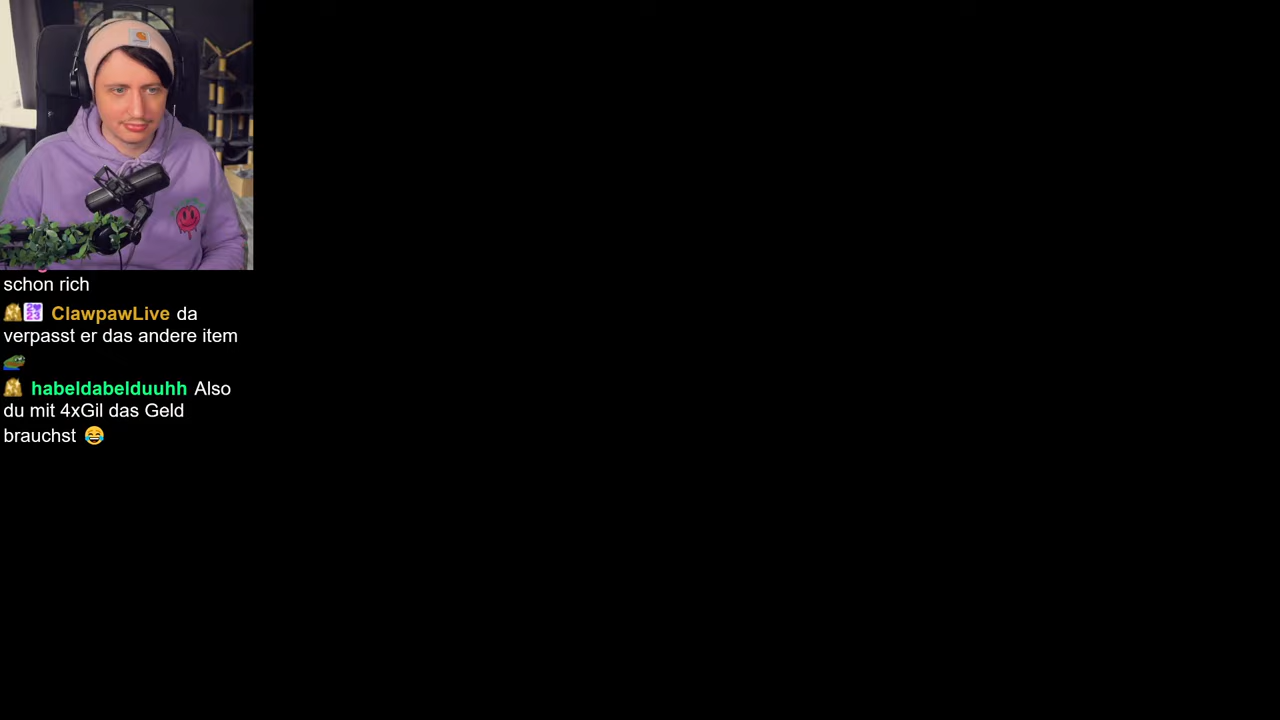 schon rich
ClawpawLive da
verpasst er das andere item
habeldabelduuhh Also
du mit 4xGil das Geld
brauchst 😂